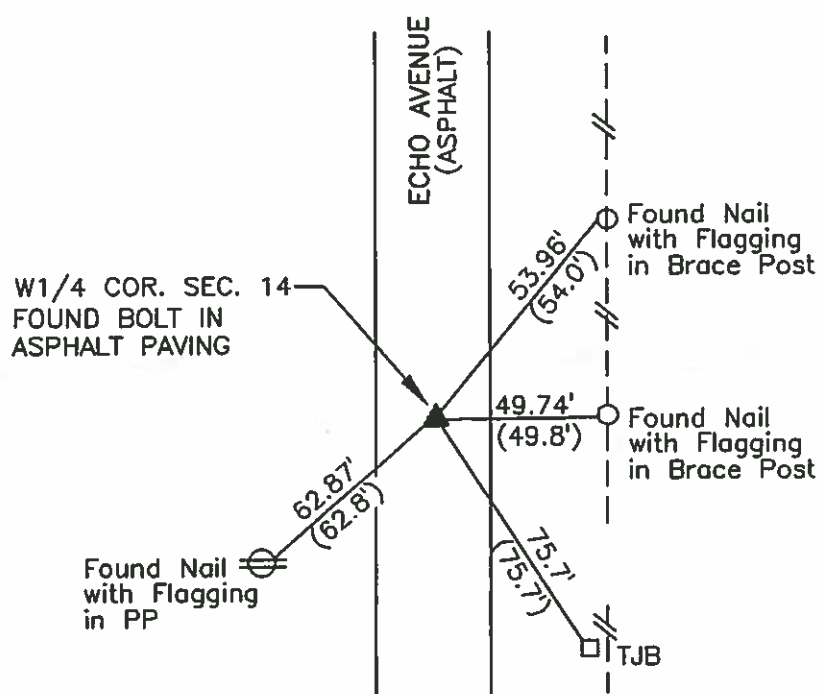 ECHO AVENUE
(ASPHALT)
Found Nail
with Flagging
in Brace Post
53.96'
(54.0')
W1/4 COR. SEC. 14
FOUND BOLT IN
ASPHALT PAVING
49.74'
(49.8')
Found Nail
with Flagging
in Brace Post
62.87'
(62.8')
75.7'
(75.7')
Found Nail
with Flagging
in PP
TJB